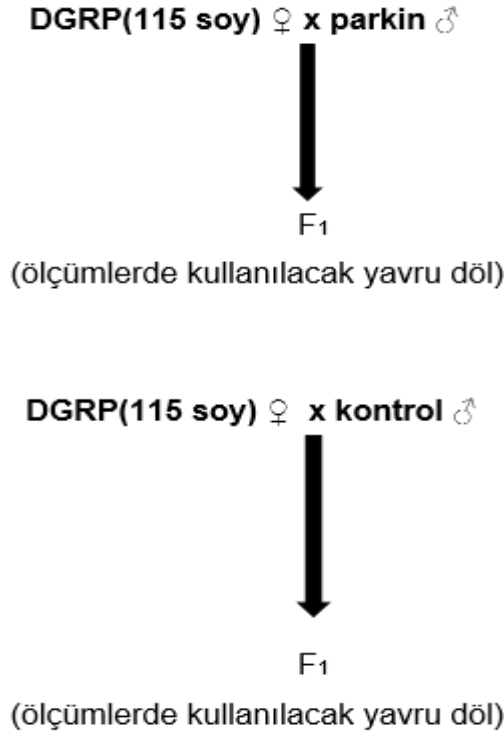 DGRP(115 soy) ♀ x parkin ♂
F₁
(ölçümlerde kullanılacak yavru döl)
DGRP(115 soy) ♀ x kontrol ♂
F₁
(ölçümlerde kullanılacak yavru döl)